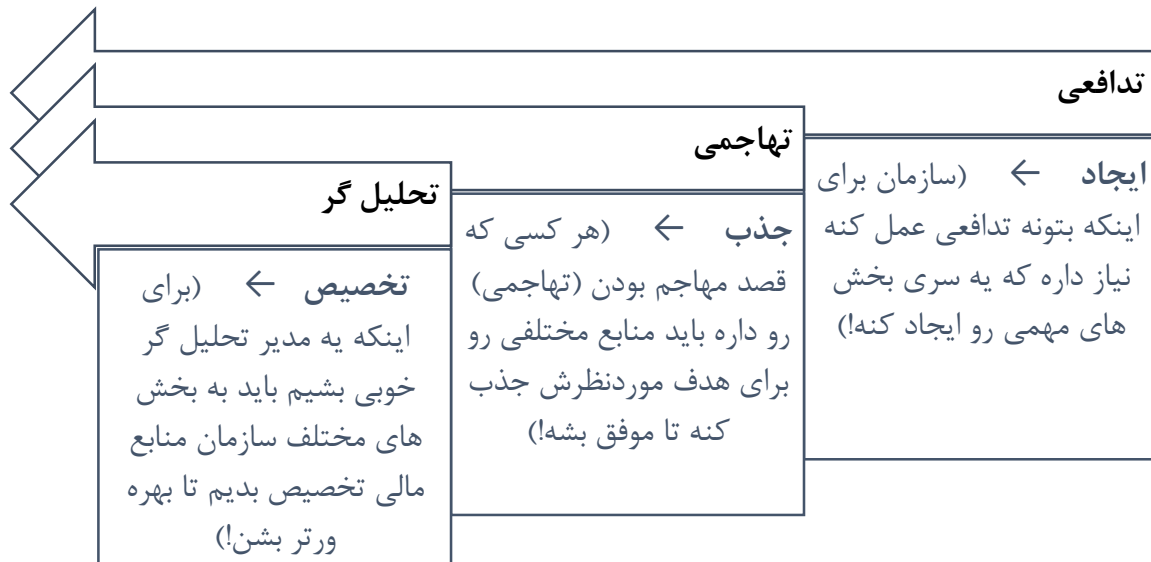 تدافعی
ایجاد ← (سازمان برای
اینکه بتونه تدافعی عمل کنه
نیاز داره که یه سری بخش
های مهمی رو ایجاد کنه!)
تهاجمی
جذب ← (هر کسی که
قصد مهاجم بودن (تهاجمی)
رو داره باید منابع مختلفی رو
برای هدف موردنظرش جذب
کنه تا موفق بشه!)
تحلیل گر
تخصیص ← (برای
اینکه یه مدیر تحلیل گر
خوبی بشیم باید به بخش
های مختلف سازمان منابع
مالی تخصیص بدیم تا بهره
ورتر بشن!)